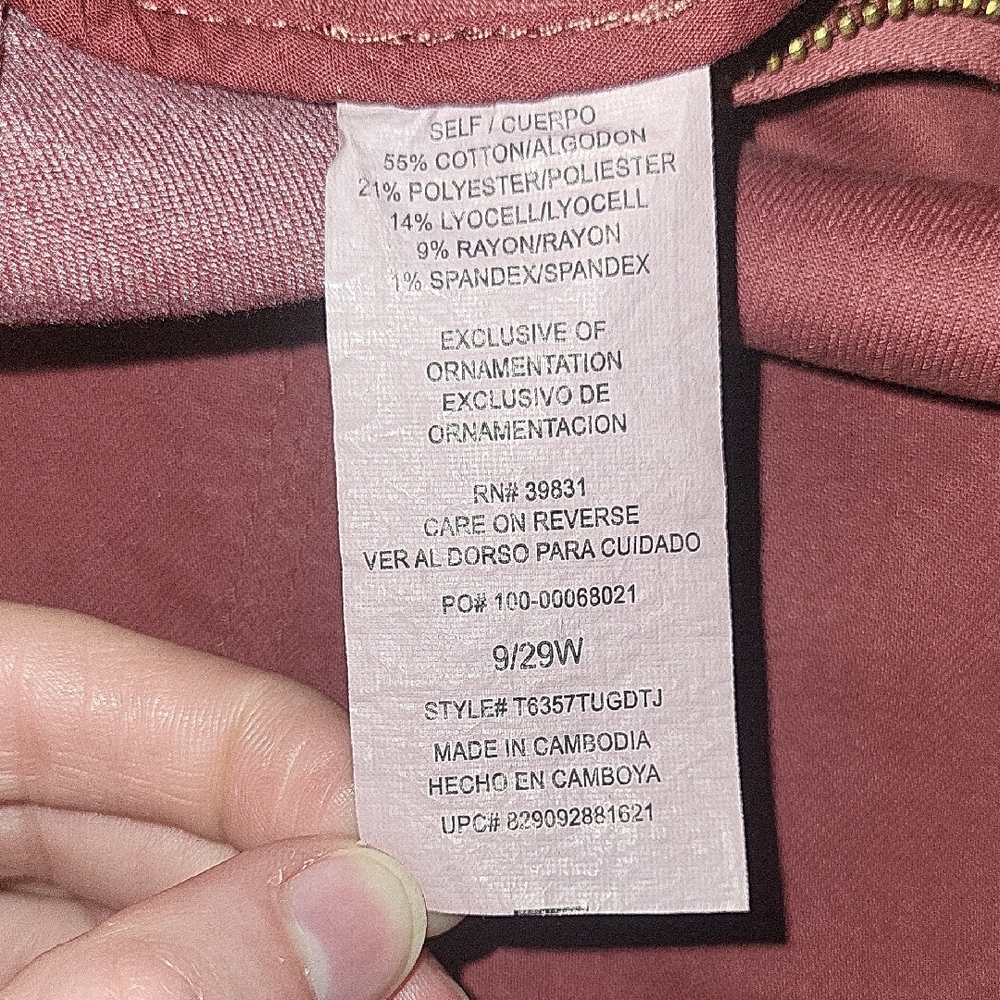 SELF / CUERPO
55% COTTON/ALGODON
21% POLYESTER/POLIESTER
14% LYOCELL/LYOCELL
9% RAYON/RAYON
1% SPANDEX/SPANDEX
EXCLUSIVE OF
ORNAMENTATION
EXCLUSIVO DE
ORNAMENTACION
RN# 39831
CARE ON REVERSE
VER AL DORSO PARA CUIDADO
PO# 100-00068021
9/29W
STYLE# T6357TUGDTJ
MADE IN CAMBODIA
HECHO EN CAMBOYA
UPC# 829092881621